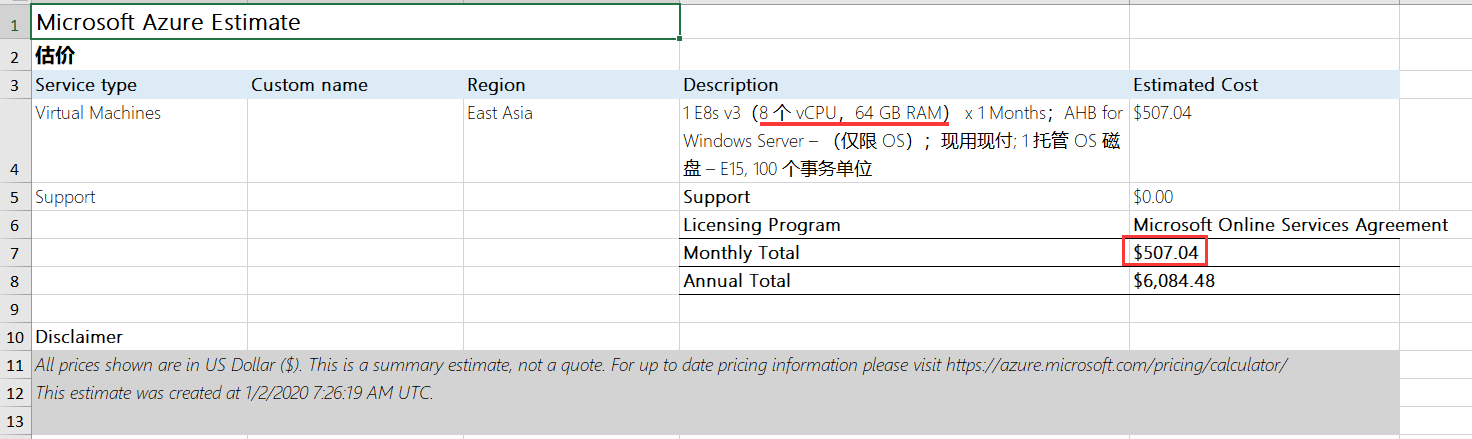 1 Microsoft Azure Estimate
2 估价
3 Service type Custom name Region Description Estimated Cost
Virtual Machines East Asia 1 E8s v3（8 个 vCPU，64 GB RAM） x 1 Months；AHB for $507.04
Windows Server – （仅限 OS）；现用现付; 1 托管 OS 磁
4 盘 – E15, 100 个事务单位
5 Support Support $0.00
6 Licensing Program Microsoft Online Services Agreement
7 Monthly Total $507.04
8 Annual Total $6,084.48
9
10 Disclaimer
11 All prices shown are in US Dollar ($). This is a summary estimate, not a quote. For up to date pricing information please visit https://azure.microsoft.com/pricing/calculator/
12 This estimate was created at 1/2/2020 7:26:19 AM UTC.
13